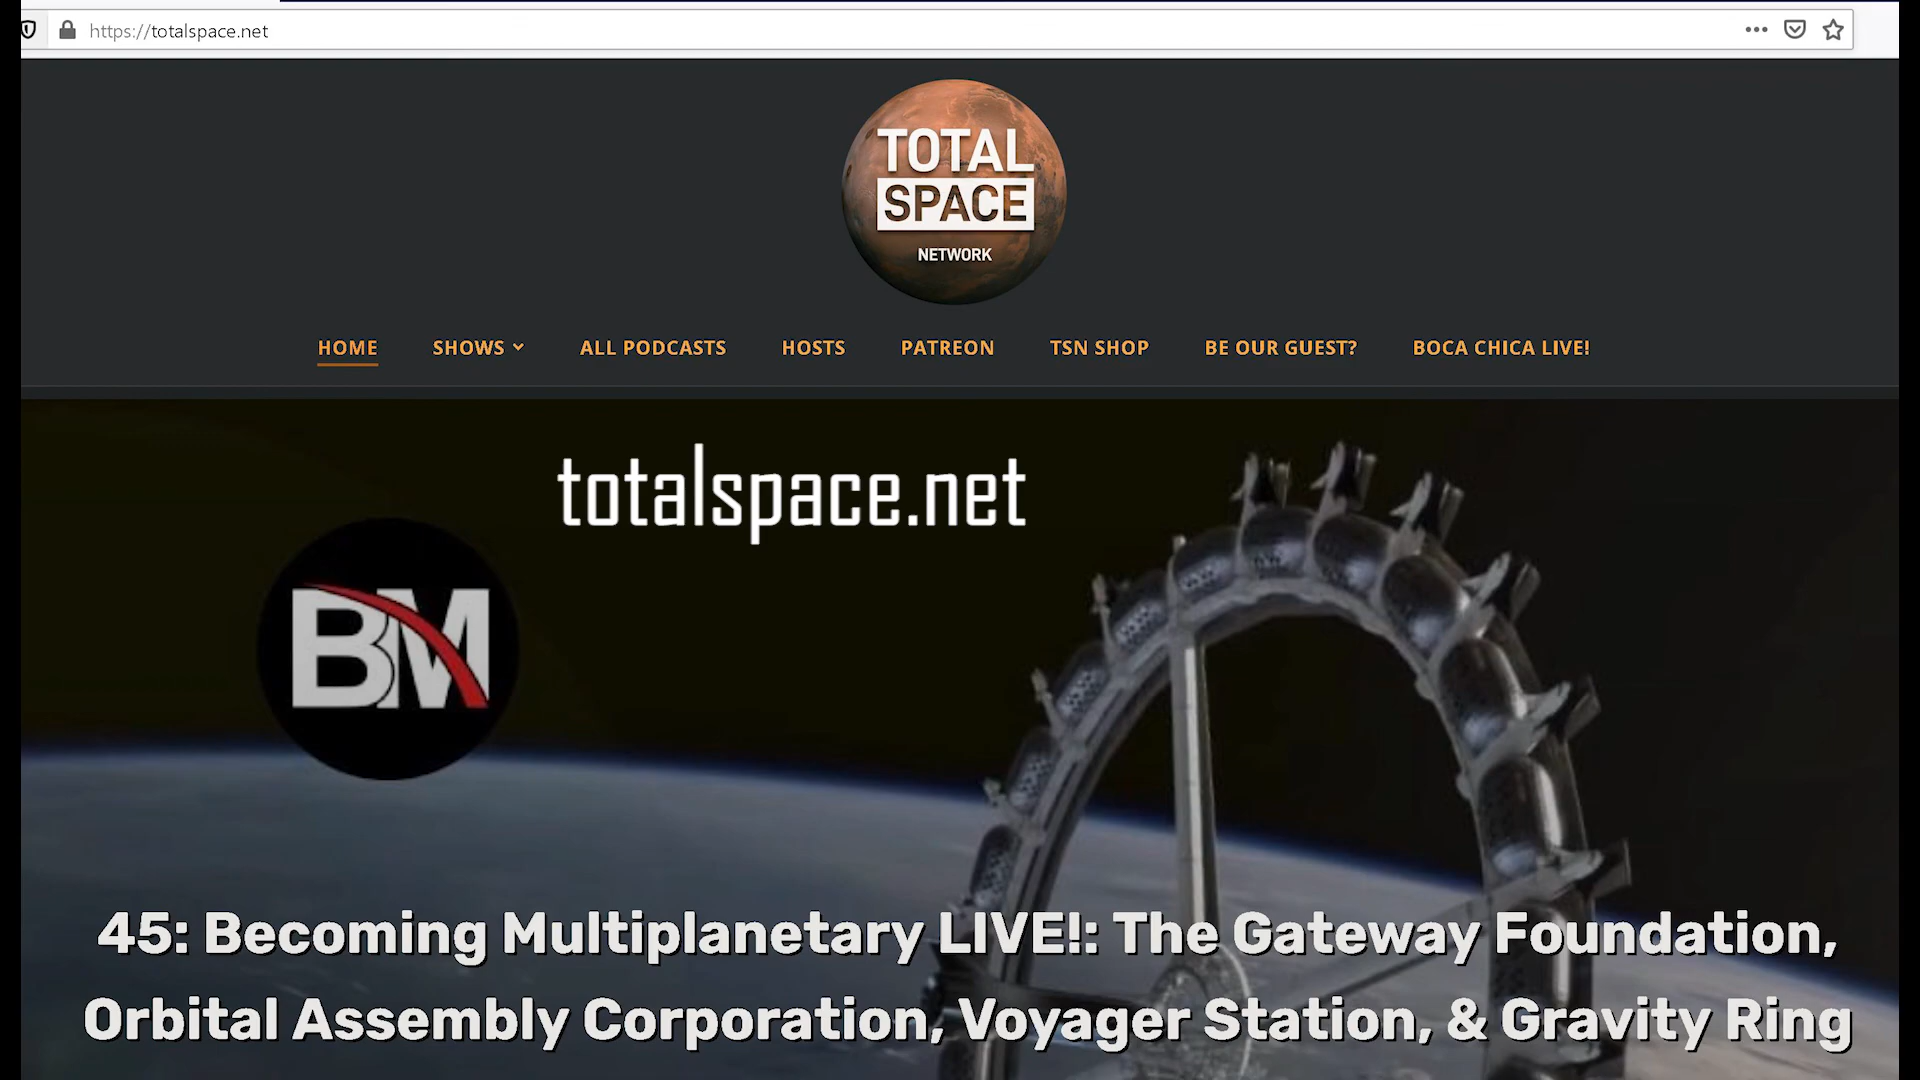 https://totalspace.net
TOTAL
SPACE
NETWORK
HOME SHOWS ALL PODCASTS HOSTS PATREON TSN SHOP BE OUR GUEST? BOCA CHICA LIVE!
totalspace.net
BM
45: Becoming Multiplanetary LIVE!: The Gateway Foundation,
Orbital Assembly Corporation, Voyager Station, & Gravity Ring